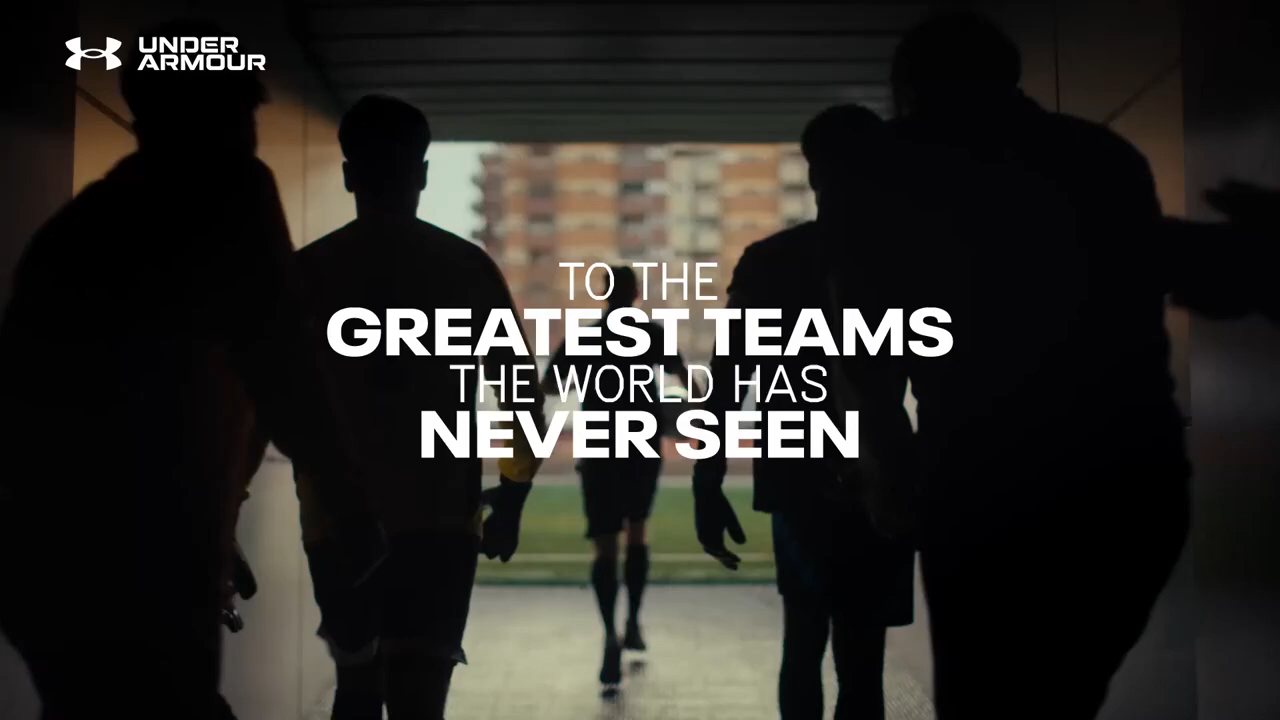 UNDER
ARMOUR
TO THE
GREATEST TEAMS
THE WORLD HAS
NEVER SEEN